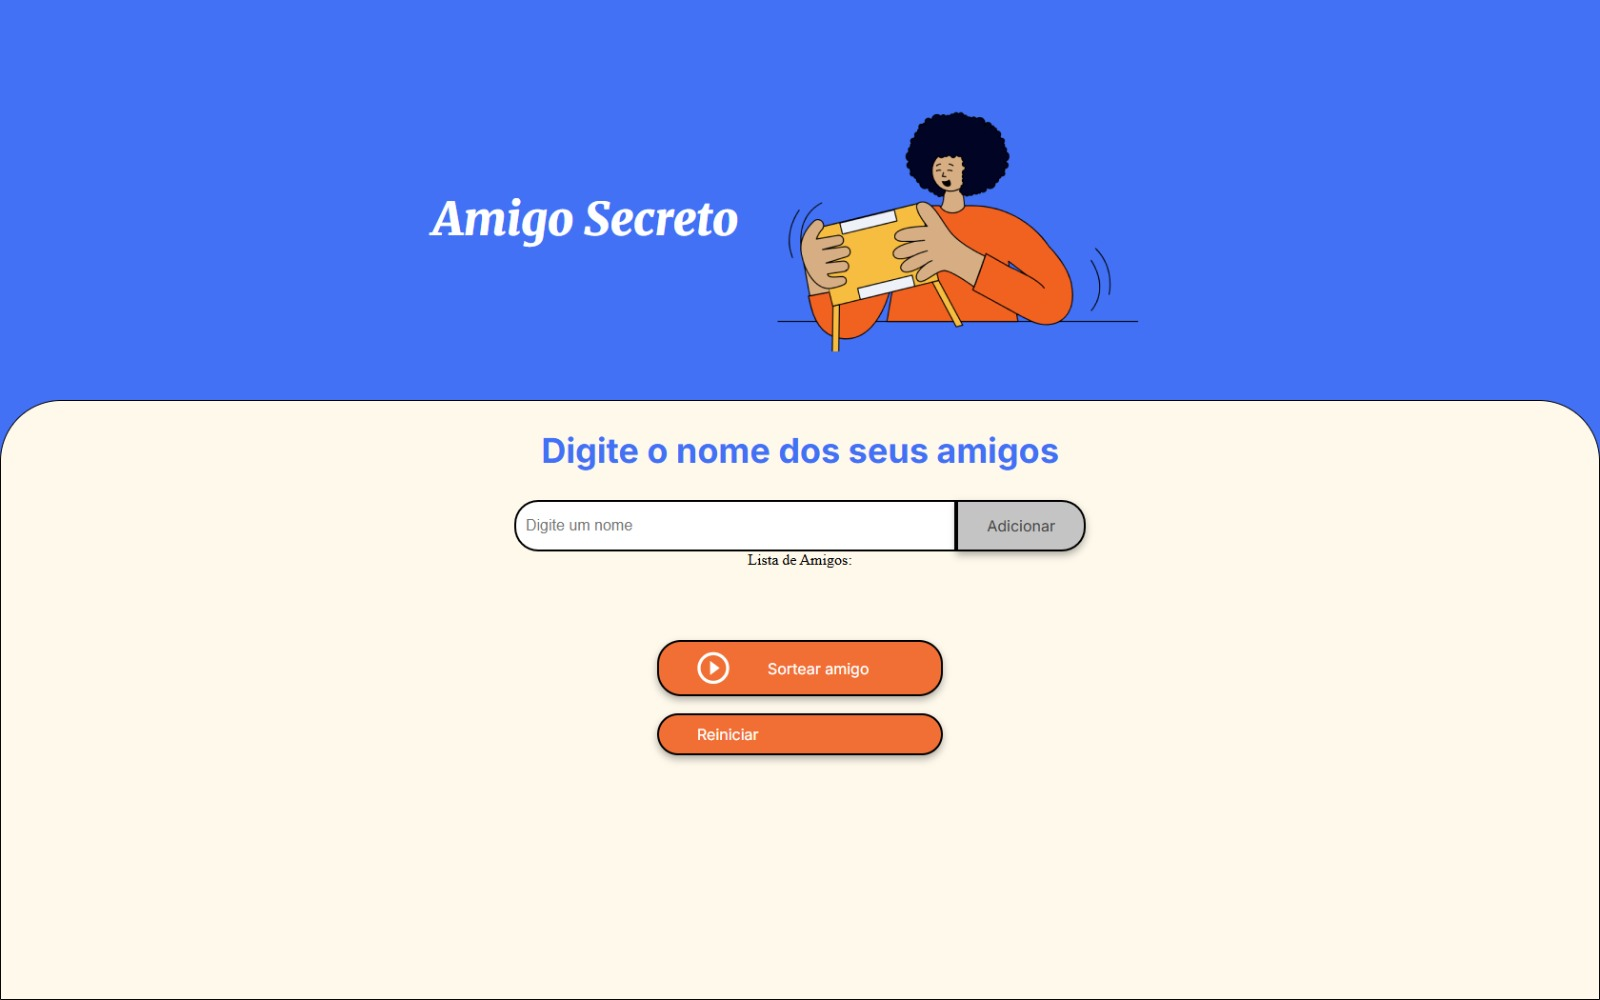 Amigo Secreto
Digite o nome dos seus amigos
Digite um nome
Adicionar
Lista de Amigos:
Sortear amigo
Reiniciar